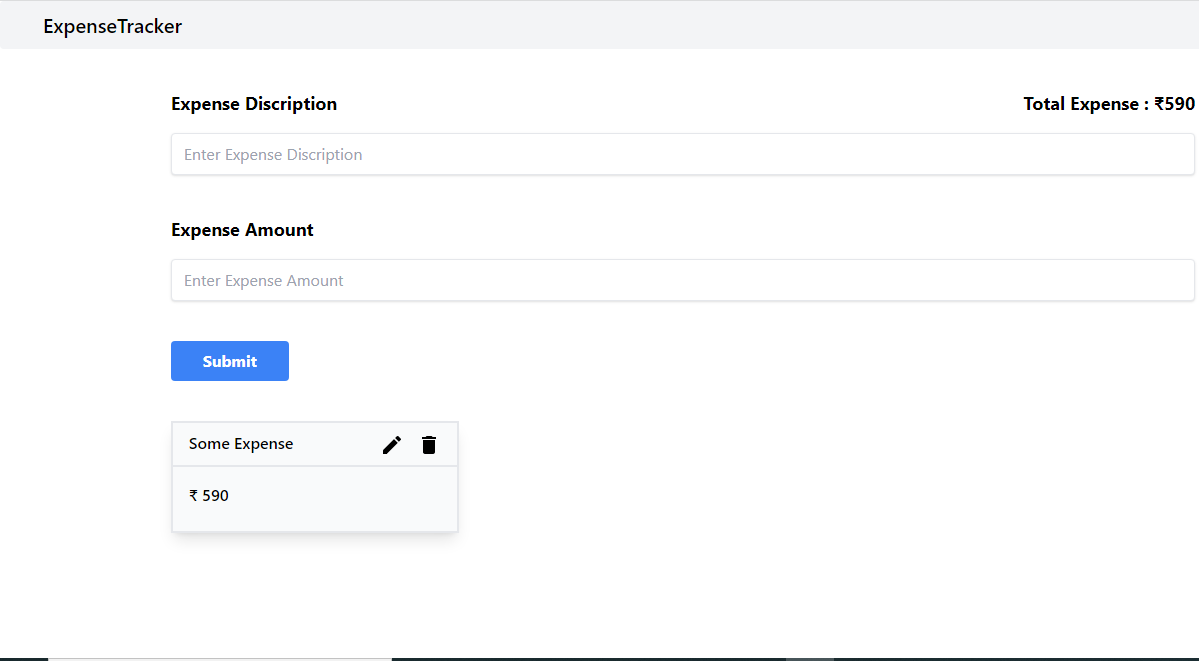 ExpenseTracker
Expense Discription
Total Expense : ₹590
Enter Expense Discription
Expense Amount
Enter Expense Amount
Submit
Some Expense
₹ 590